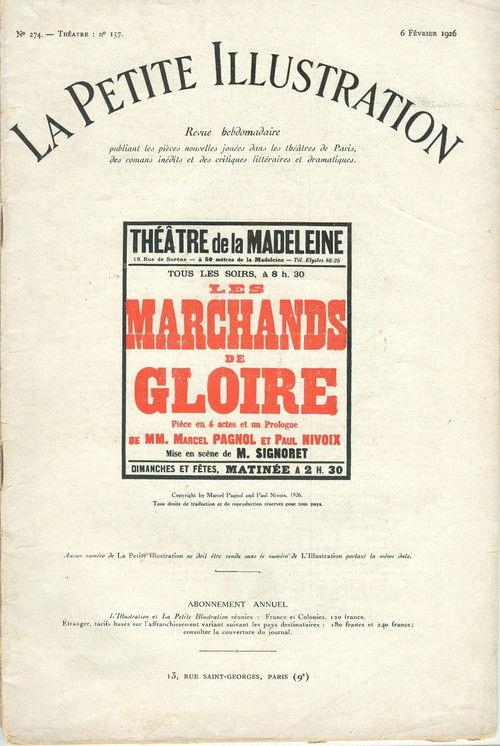 Nº 274. — Théatre : nº 157.
6 Février 1926
La Petite Illustration
Revue hebdomadaire
publiant les pièces nouvelles jouées dans les théâtres de Paris,
des romans inédits et des critiques littéraires et dramatiques.
THÉÂTRE de la MADELEINE
19, Rue de Surène — à 50 mètres de la Madeleine — Tél. Elysées 86-25
TOUS LES SOIRS, à 8 h. 30
LES
MARCHANDS
DE
GLOIRE
Pièce en 4 actes et un Prologue
DE MM. MARCEL PAGNOL ET PAUL NIVOIX
Mise en scène de M. SIGNORET
DIMANCHES ET FÊTES, MATINÉE A 2 H. 30
Copyright by Marcel Pagnol and Paul Nivoix, 1926.
Tous droits de traduction et de reproduction réservés pour tous pays.
Aucun numéro de La Petite Illustration ne doit être vendu sans le numéro de L'Illustration portant la même date.
ABONNEMENT ANNUEL
L'Illustration et La Petite Illustration réunies : France et Colonies, 120 francs.
Etranger, tarifs basés sur l'affranchissement variant suivant les pays destinataires : 180 francs et 240 francs;
consulter la couverture du journal.
13, RUE SAINT-GEORGES, PARIS (9e)